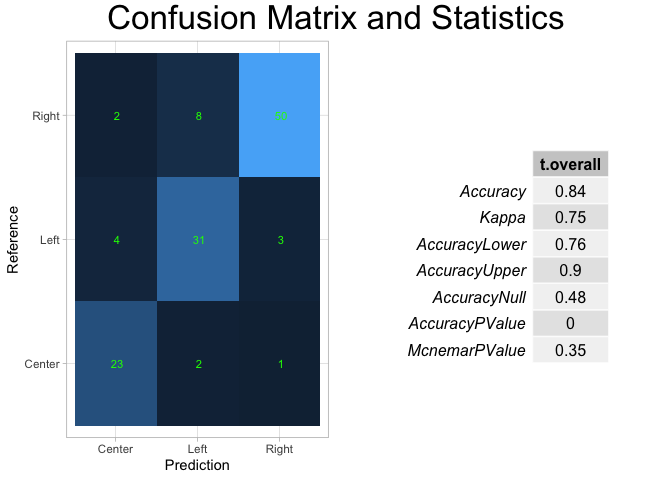 Confusion Matrix and Statistics
Right
2 8 50
Left
4 31 3
Center
23 2 1
Reference
Center Left Right
Prediction
t.overall
Accuracy 0.84
Kappa 0.75
AccuracyLower 0.76
AccuracyUpper 0.9
AccuracyNull 0.48
AccuracyPValue 0
McnemarPValue 0.35